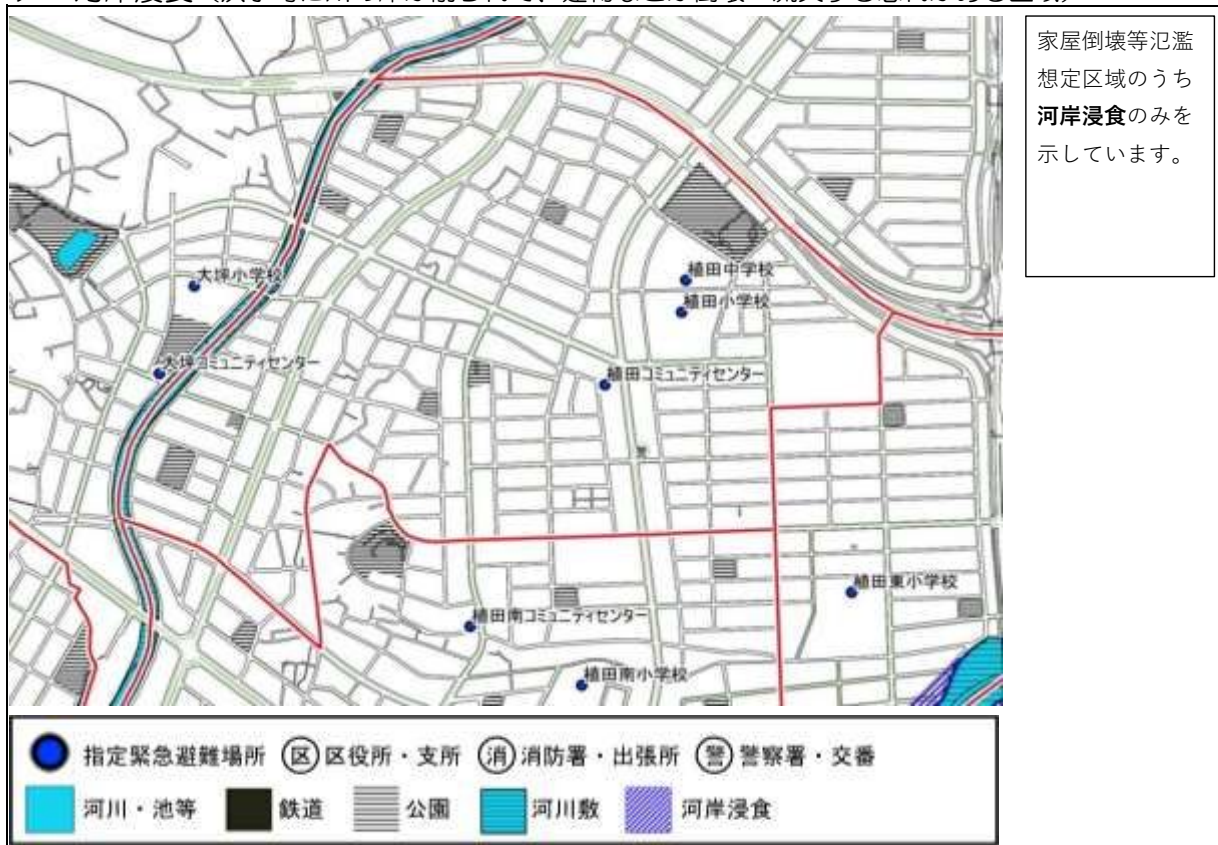 家屋倒壊等氾濫
想定区域のうち
河岸浸食のみを
示しています。
大坪小学校
植田中学校
植田小学校
大坪コミュニティセンター
植田コミュニティセンター
植田東小学校
植田南コミュニティセンター
植田南小学校
指定緊急避難場所 区 区役所・支所 消 消防署・出張所 警 警察署・交番
河川・池等 鉄道 公園 河川敷 河岸浸食